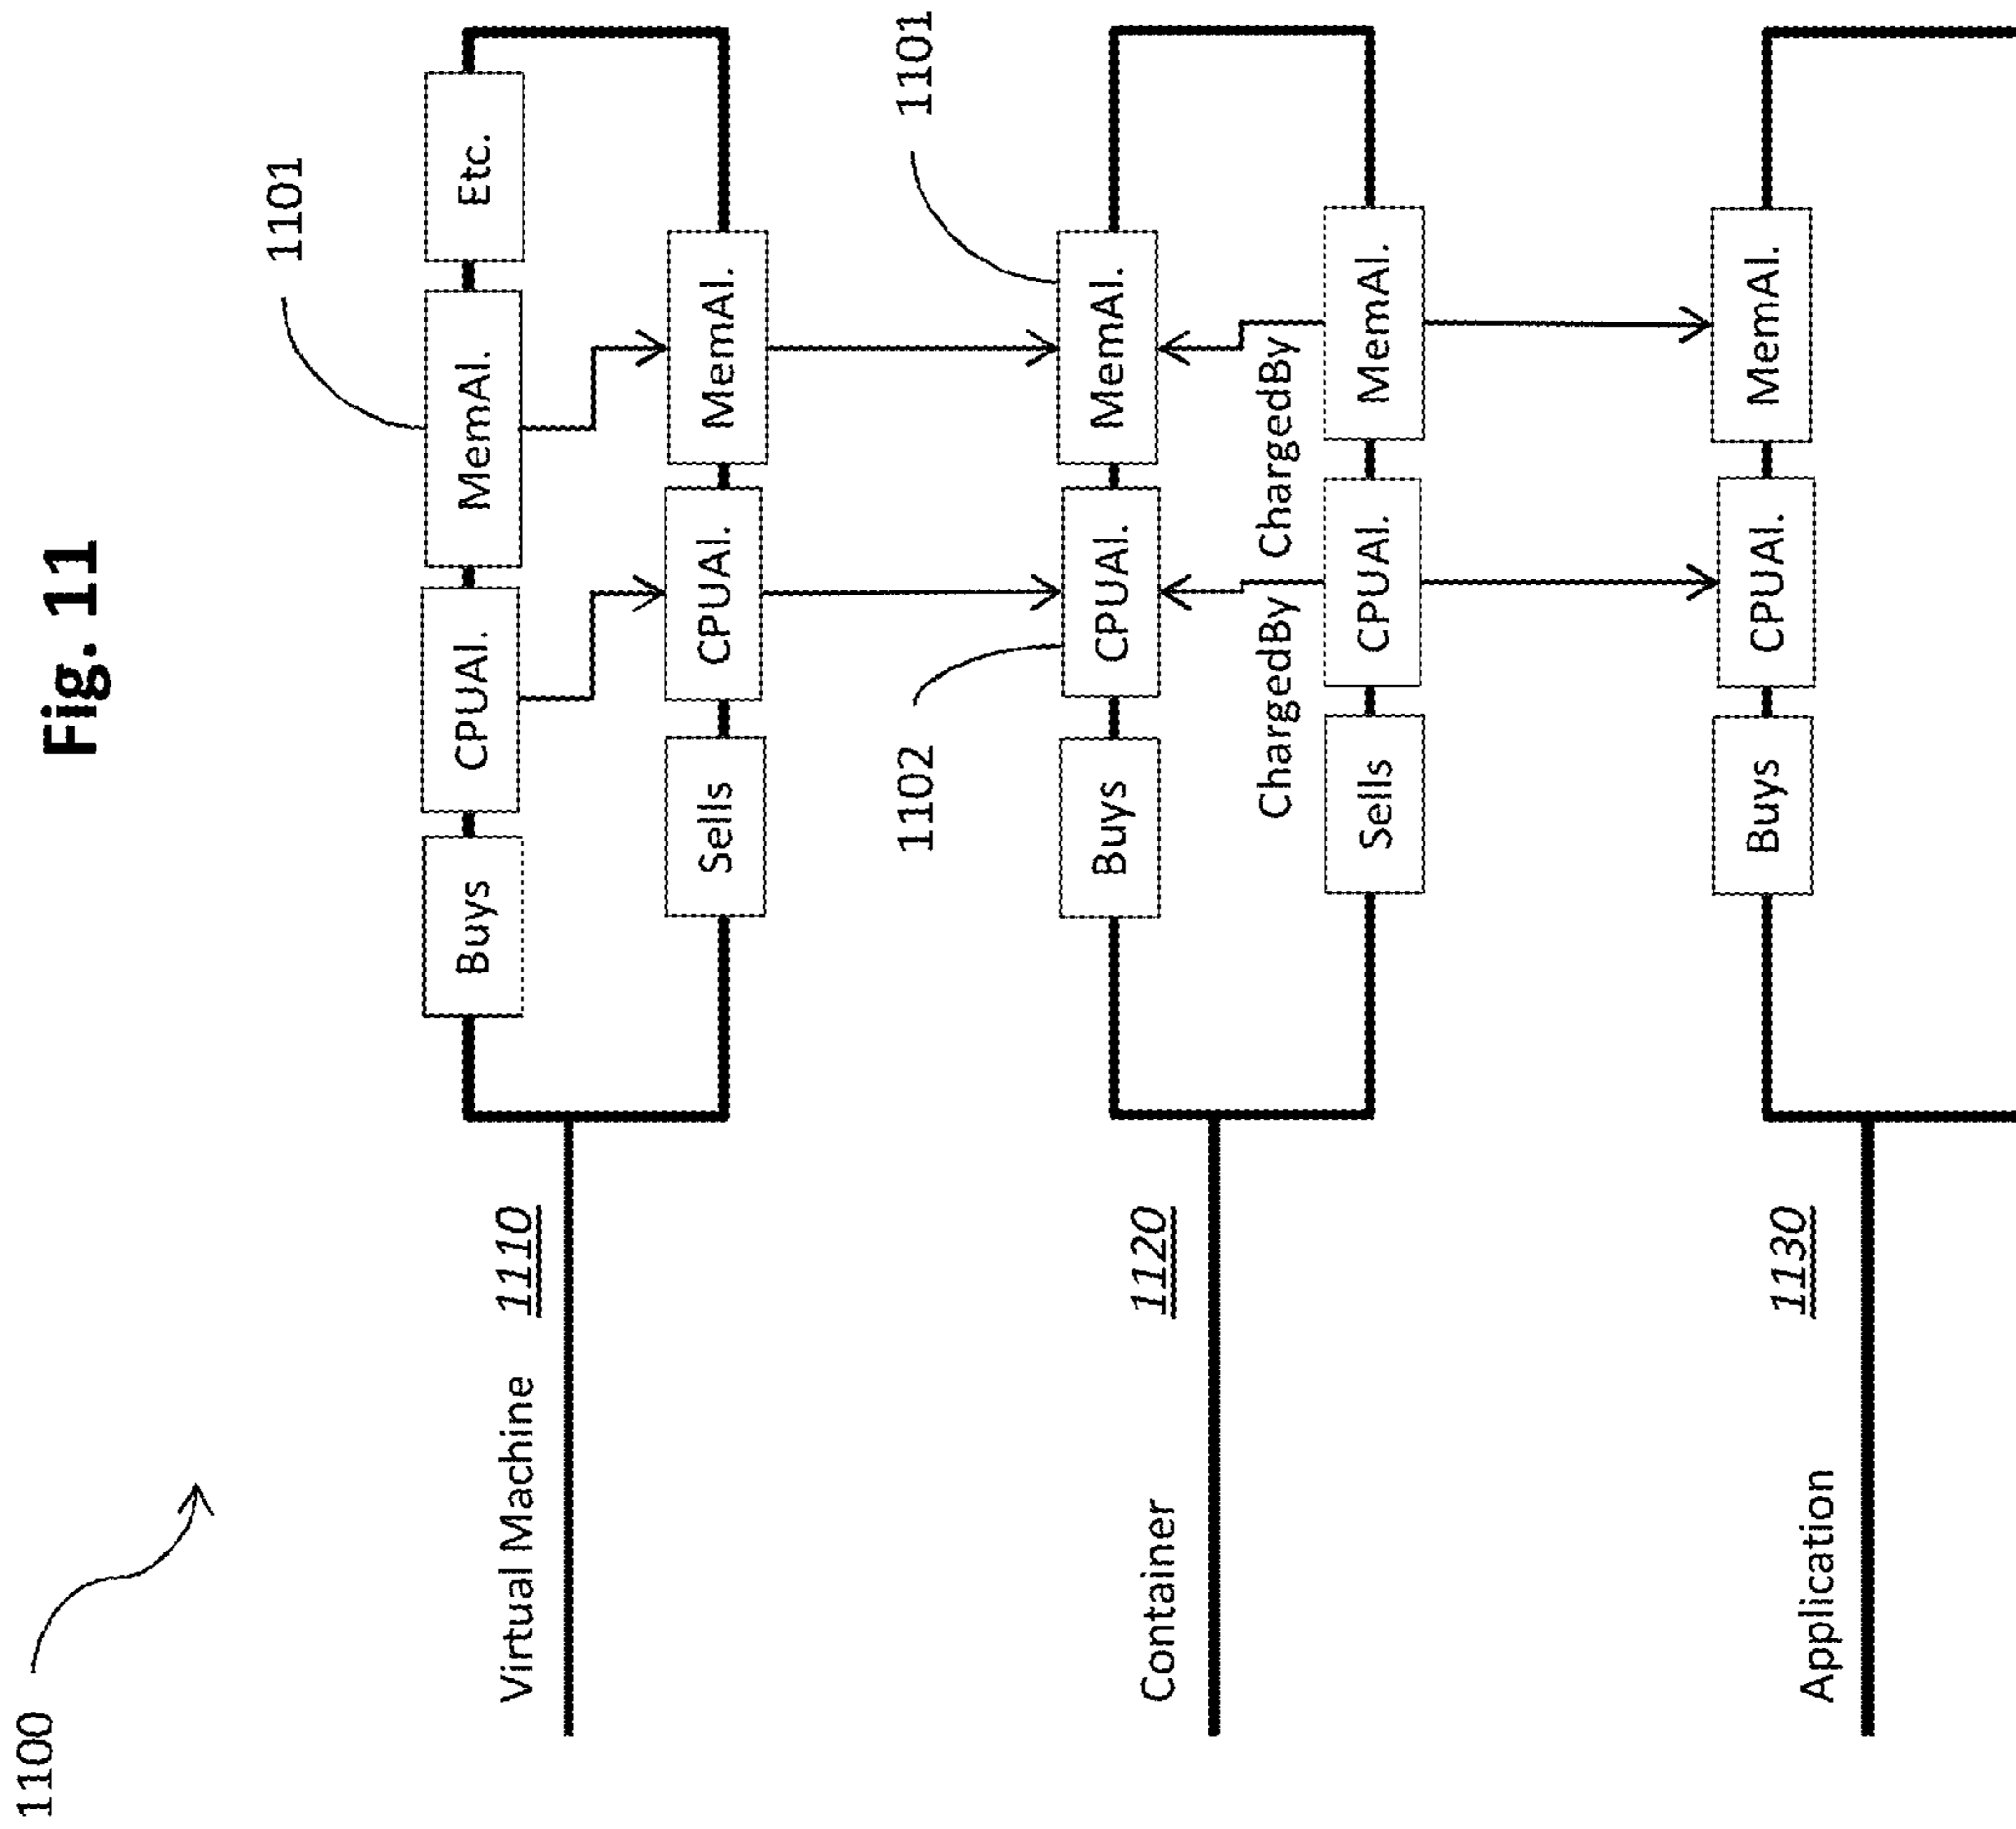 1100
Fig. 11
1101
Virtual Machine 1110
Buys CPUAl. MemAl. Etc.
Sells CPUAl. MemAl.
1102 1101
Container 1120
Buys CPUAl. MemAl.
ChargedBy ChargedBy
Sells CPUAl. MemAl.
Application 1130
Buys CPUAl. MemAl.